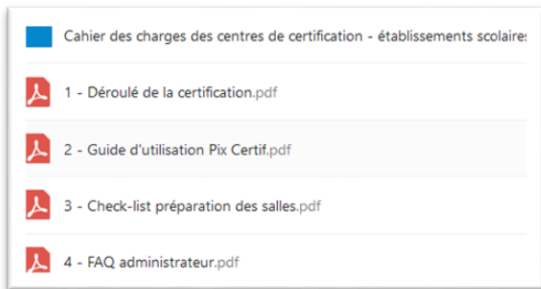 Cahier des charges des centres de certification - établissements scolaires
1 - Déroulé de la certification.pdf
2 - Guide d'utilisation Pix Certif.pdf
3 - Check-list préparation des salles.pdf
4 - FAQ administrateur.pdf